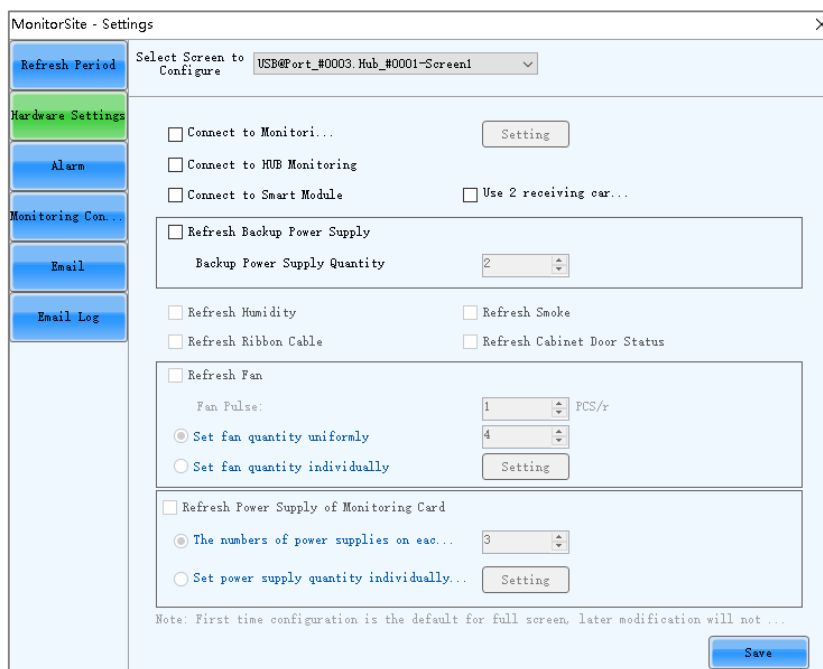 MonitorSite - Settings
Refresh Period
Hardware Settings
Alarm
Monitoring Con...
Email
Email Log
Select Screen to
Configure
USB@Port_#0003.Hub_#0001-Screen1
Connect to Monitori...
Setting
Connect to HUB Monitoring
Connect to Smart Module
Use 2 receiving car...
Refresh Backup Power Supply
Backup Power Supply Quantity
2
Refresh Humidity
Refresh Smoke
Refresh Ribbon Cable
Refresh Cabinet Door Status
Refresh Fan
Fan Pulse:
1
PCS/r
Set fan quantity uniformly
4
Set fan quantity individually
Setting
Refresh Power Supply of Monitoring Card
The numbers of power supplies on eac...
3
Set power supply quantity individually...
Setting
Note: First time configuration is the default for full screen, later modification will not ...
Save